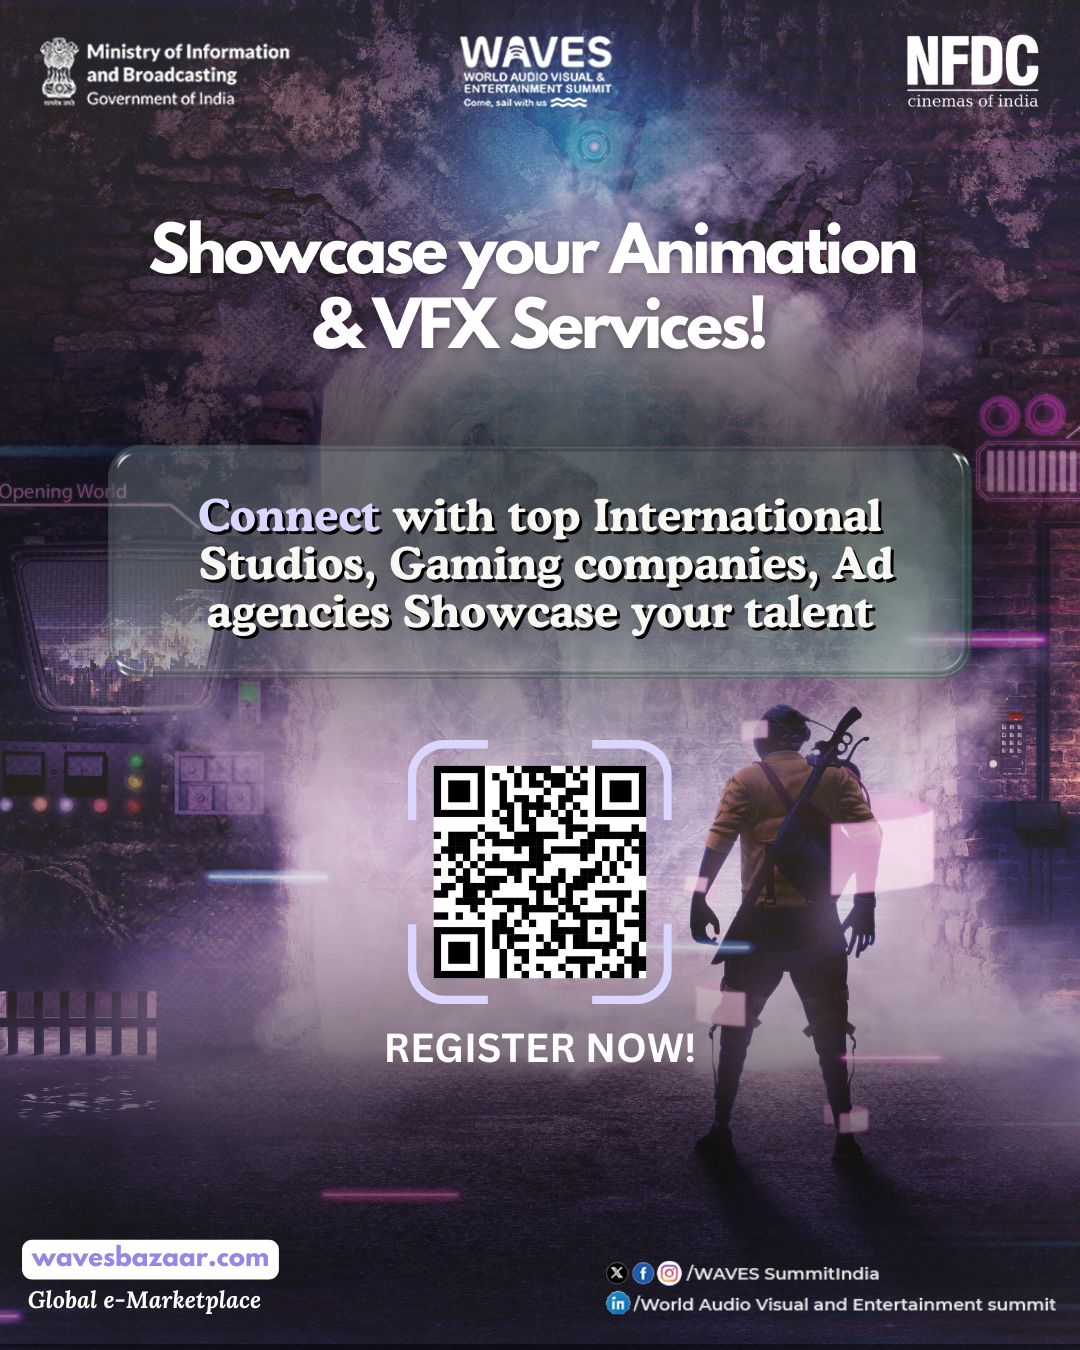 Ministry of Information
and Broadcasting
Government of India
WAVES
WORLD AUDIO VISUAL &
ENTERTAINMENT SUMMIT
Come, sail with us
NFDC
cinemas of india
Showcase your Animation
& VFX Services!
Opening World
Connect with top International
Studios, Gaming companies, Ad
agencies Showcase your talent
REGISTER NOW!
wavesbazaar.com
Global e-Marketplace
/WAVES SummitIndia
/World Audio Visual and Entertainment summit